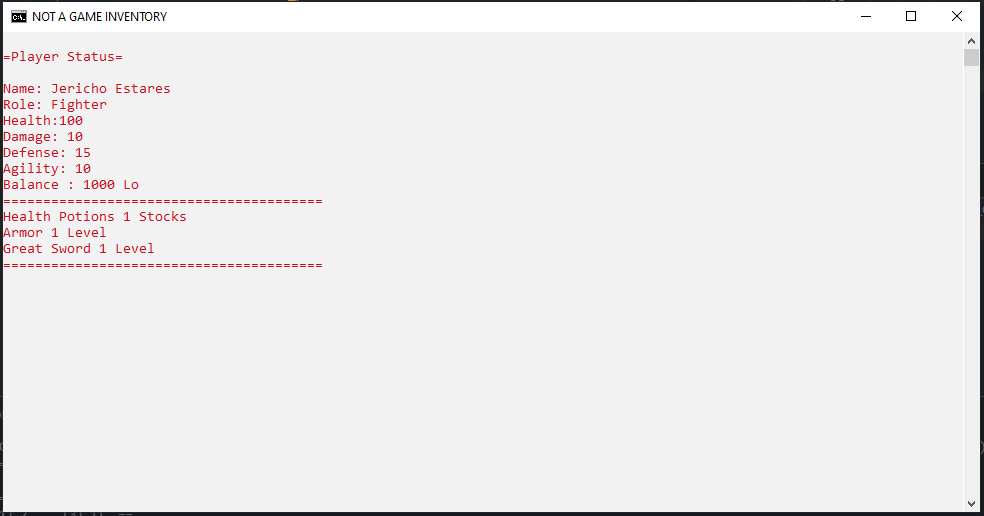 NOT A GAME INVENTORY
=Player Status=
Name: Jericho Estares
Role: Fighter
Health:100
Damage: 10
Defense: 15
Agility: 10
Balance : 1000 Lo
========================================
Health Potions 1 Stocks
Armor 1 Level
Great Sword 1 Level
========================================